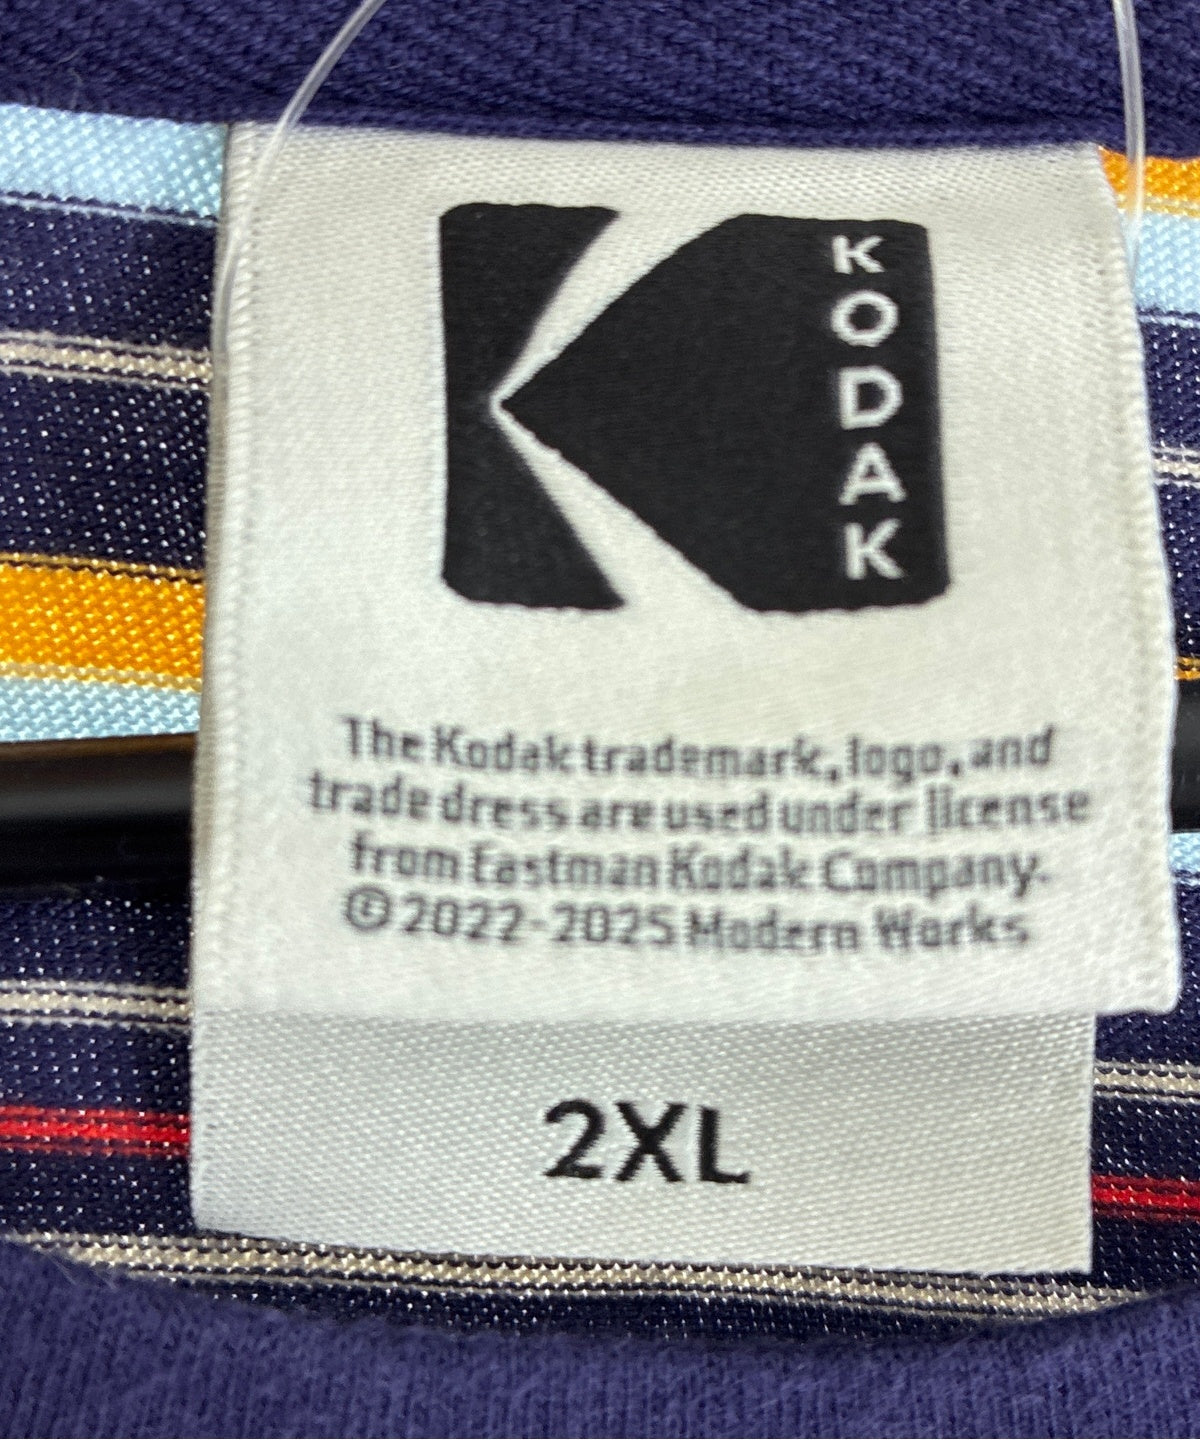 KODAK
The Kodak trademark, logo, and
trade dress are used under license
from Eastman Kodak Company.
©2022-2025 Modern Works
2XL